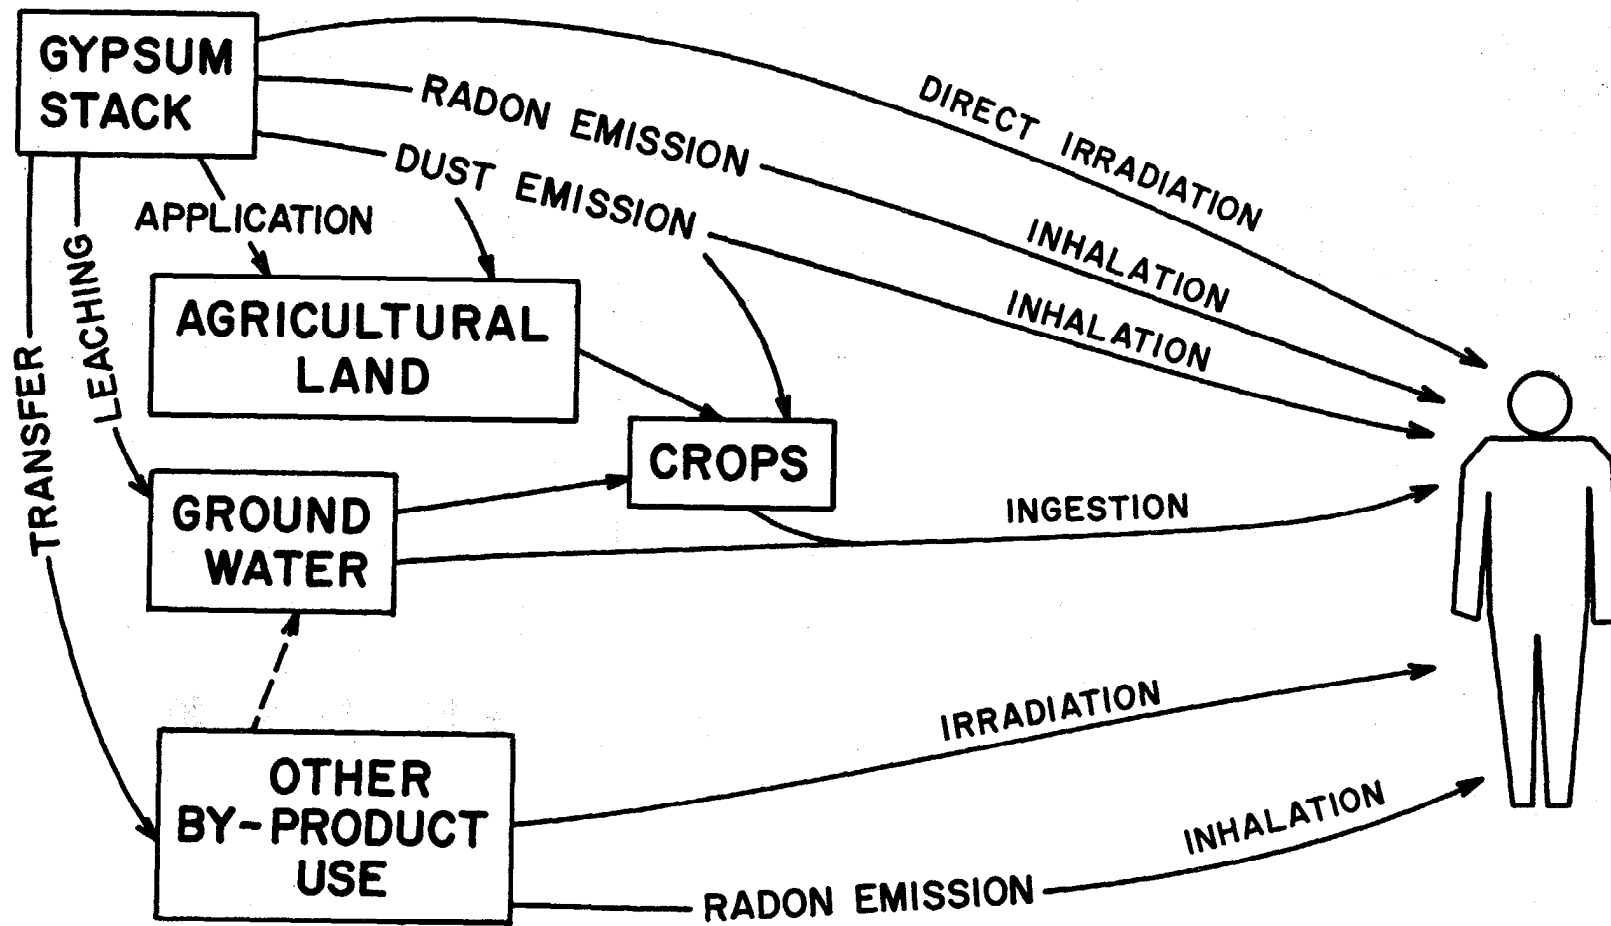 GYPSUM
STACK
DIRECT IRRADIATION
RADON EMISSION
INHALATION
DUST EMISSION
INHALATION
APPLICATION
LEACHING
TRANSFER
AGRICULTURAL
LAND
CROPS
GROUND
WATER
INGESTION
IRRADIATION
OTHER
BY-PRODUCT
USE
RADON EMISSION
INHALATION